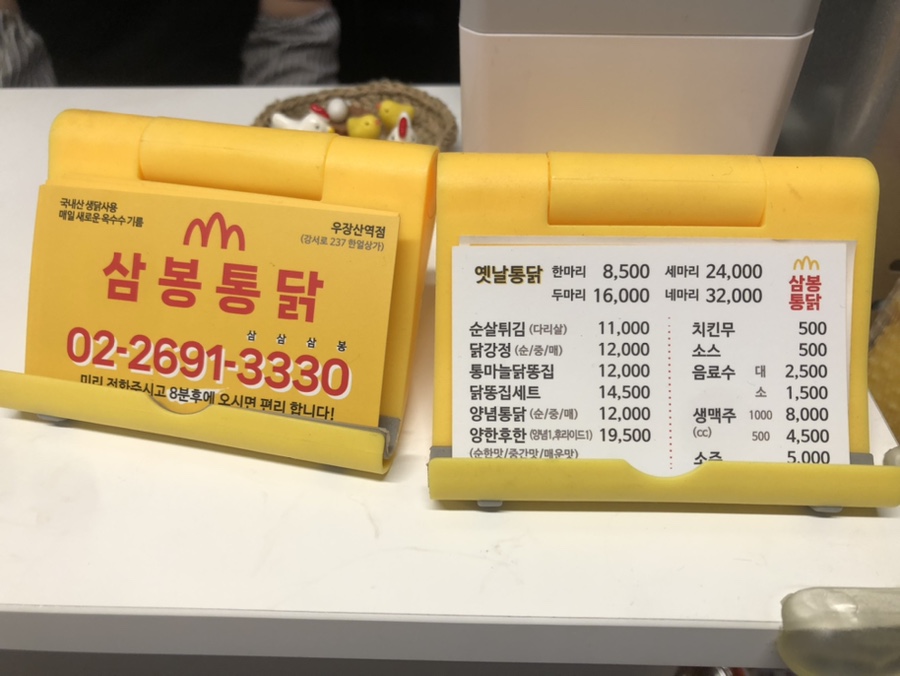 국내산 생닭사용
매일 새로운 옥수수 기름
우장산역점
(강서로 237 한일상가)
삼봉통닭
삼 삼 삼 봉
02-2691-3330
미리 전화주시고 8분후에 오시면 편리 합니다!
옛날통닭 한마리 8,500 세마리 24,000
두마리 16,000 네마리 32,000
삼봉
통닭
순살튀김 (다리살) 11,000
닭강정 (순/중/매) 12,000
통마늘닭똥집 12,000
닭똥집세트 14,500
양념통닭 (순/중/매) 12,000
양한후한 (양념1,후라이드1) 19,500
(순한맛/중간맛/매운맛)
치킨무 500
소스 500
음료수 대 2,500
소 1,500
생맥주 1000 8,000
(cc) 500 4,500
소주 5,000